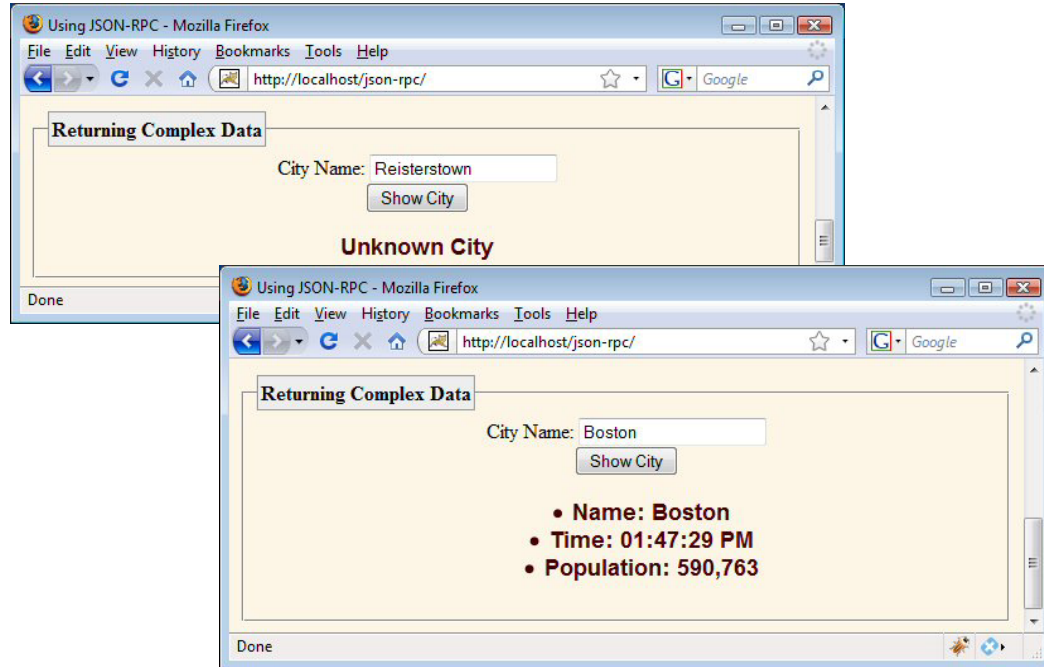 Using JSON-RPC - Mozilla Firefox
File Edit View History Bookmarks Tools Help
http://localhost/json-rpc/
G Google
Returning Complex Data
City Name: Reisterstown
Show City
Unknown City
Done
Using JSON-RPC - Mozilla Firefox
File Edit View History Bookmarks Tools Help
http://localhost/json-rpc/
G Google
Returning Complex Data
City Name: Boston
Show City
• Name: Boston
• Time: 01:47:29 PM
• Population: 590,763
Done